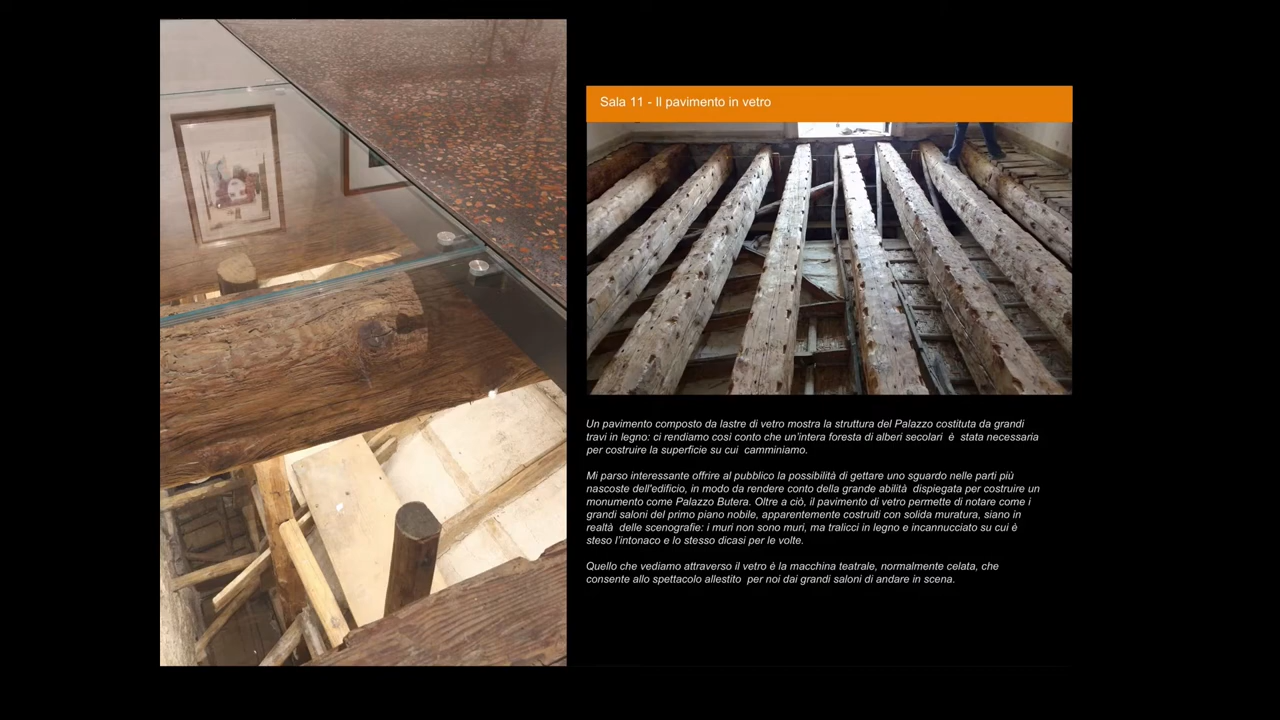 Sala 11 - Il pavimento in vetro
Un pavimento composto da lastre di vetro mostra la struttura del Palazzo costituta da grandi
travi in legno: ci rendiamo così conto che un'intera foresta di alberi secolari è stata necessaria
per costruire la superficie su cui camminiamo.
Mi parso interessante offrire al pubblico la possibilità di gettare uno sguardo nelle parti più
nascoste dell'edificio, in modo da rendere conto della grande abilità dispiegata per costruire un
monumento come Palazzo Butera. Oltre a ciò, il pavimento di vetro permette di notare come i
grandi saloni del primo piano nobile, apparentemente costruiti con solida muratura, siano in
realtà delle scenografie: i muri non sono muri, ma tralicci in legno e incannucciato su cui è
steso l'intonaco e lo stesso dicasi per le volte.
Quello che vediamo attraverso il vetro è la macchina teatrale, normalmente celata, che
consente allo spettacolo allestito per noi dai grandi saloni di andare in scena.